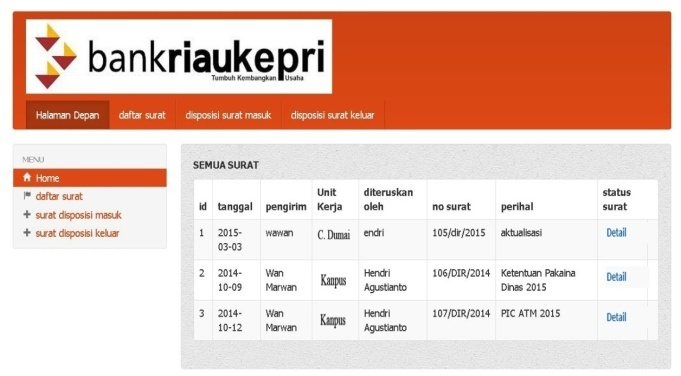 bankriaukepri
Tumbuh Kembangkan Usaha
Halaman Depan daftar surat disposisi surat masuk disposisi surat keluar
MENU
Home
daftar surat
surat disposisi masuk
surat disposisi keluar
SEMUA SURAT
id tanggal pengirim Unit Kerja diteruskan oleh no surat perihal status surat
1 2015-03-03 wawan C. Dumai endri 105/dir/2015 aktualisasi Detail
2 2014-10-09 Wan Marwan Kanpus Hendri Agustianto 106/DIR/2014 Ketentuan Pakaina Dinas 2015 Detail
3 2014-10-12 Wan Marwan Kanpus Hendri Agustianto 107/DIR/2014 PIC ATM 2015 Detail